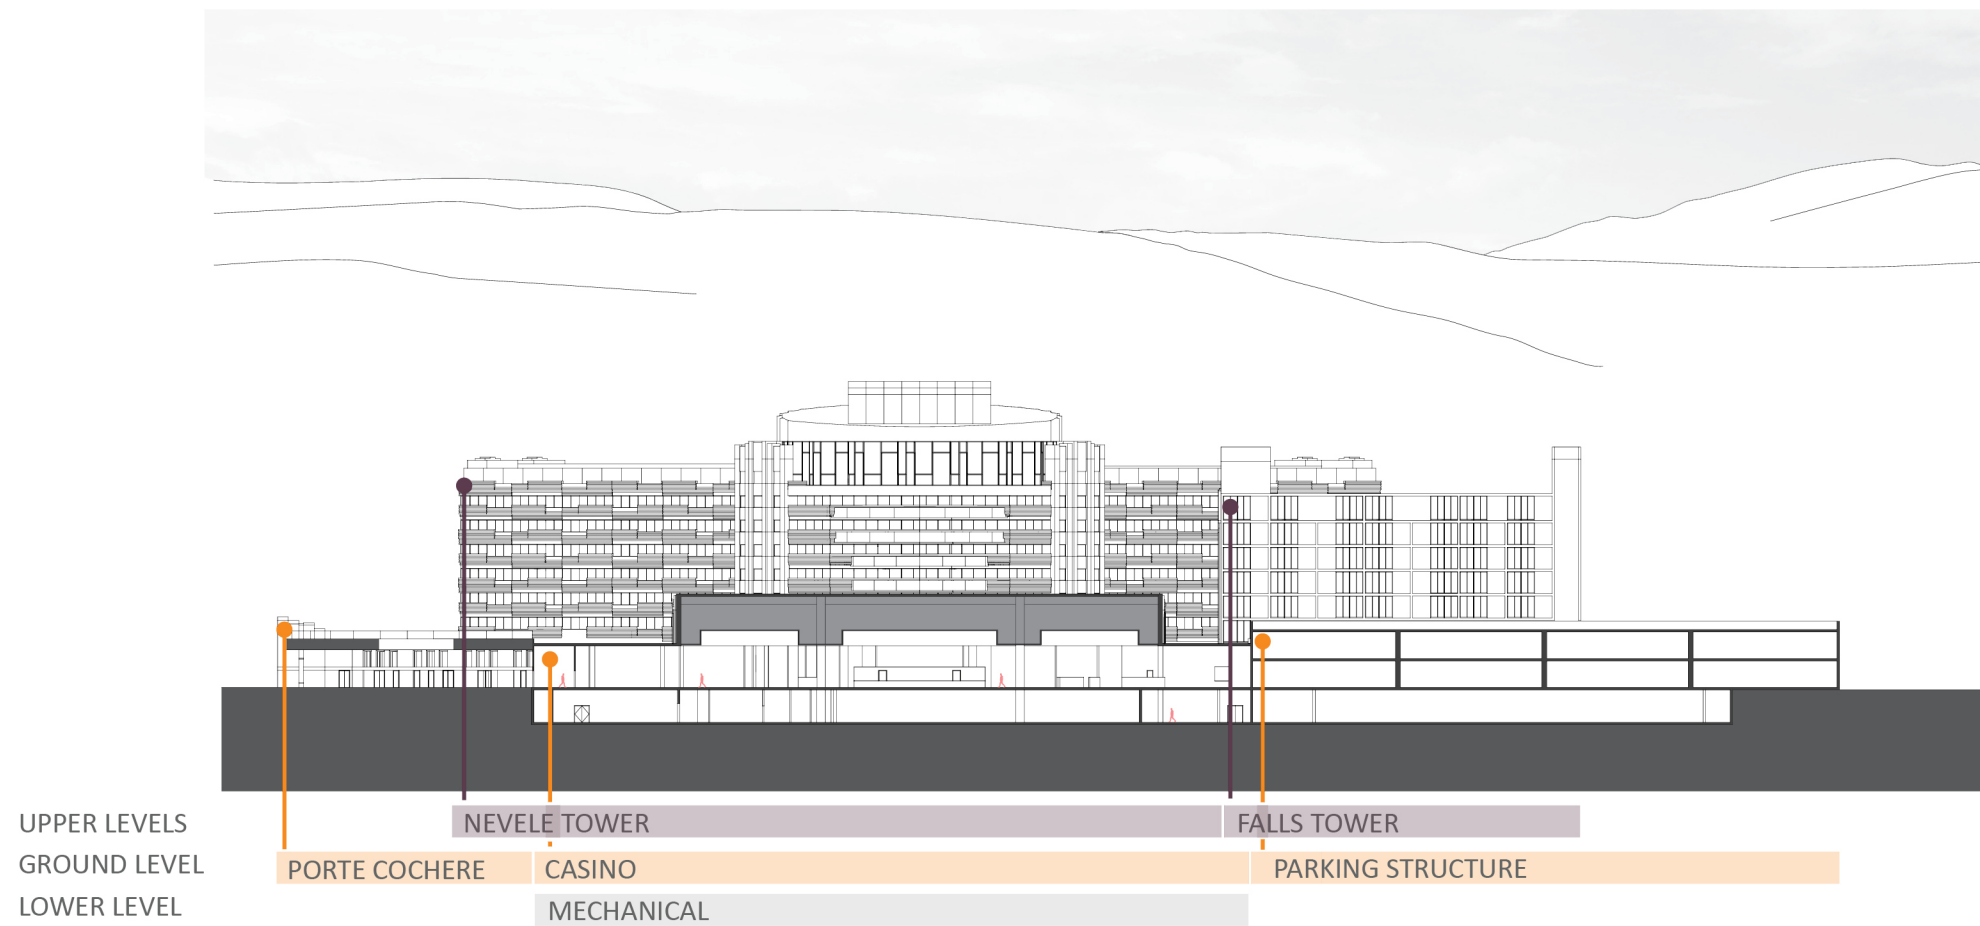 UPPER LEVELS
NEVELE TOWER
FALLS TOWER
GROUND LEVEL
PORTE COCHERE
CASINO
PARKING STRUCTURE
LOWER LEVEL
MECHANICAL